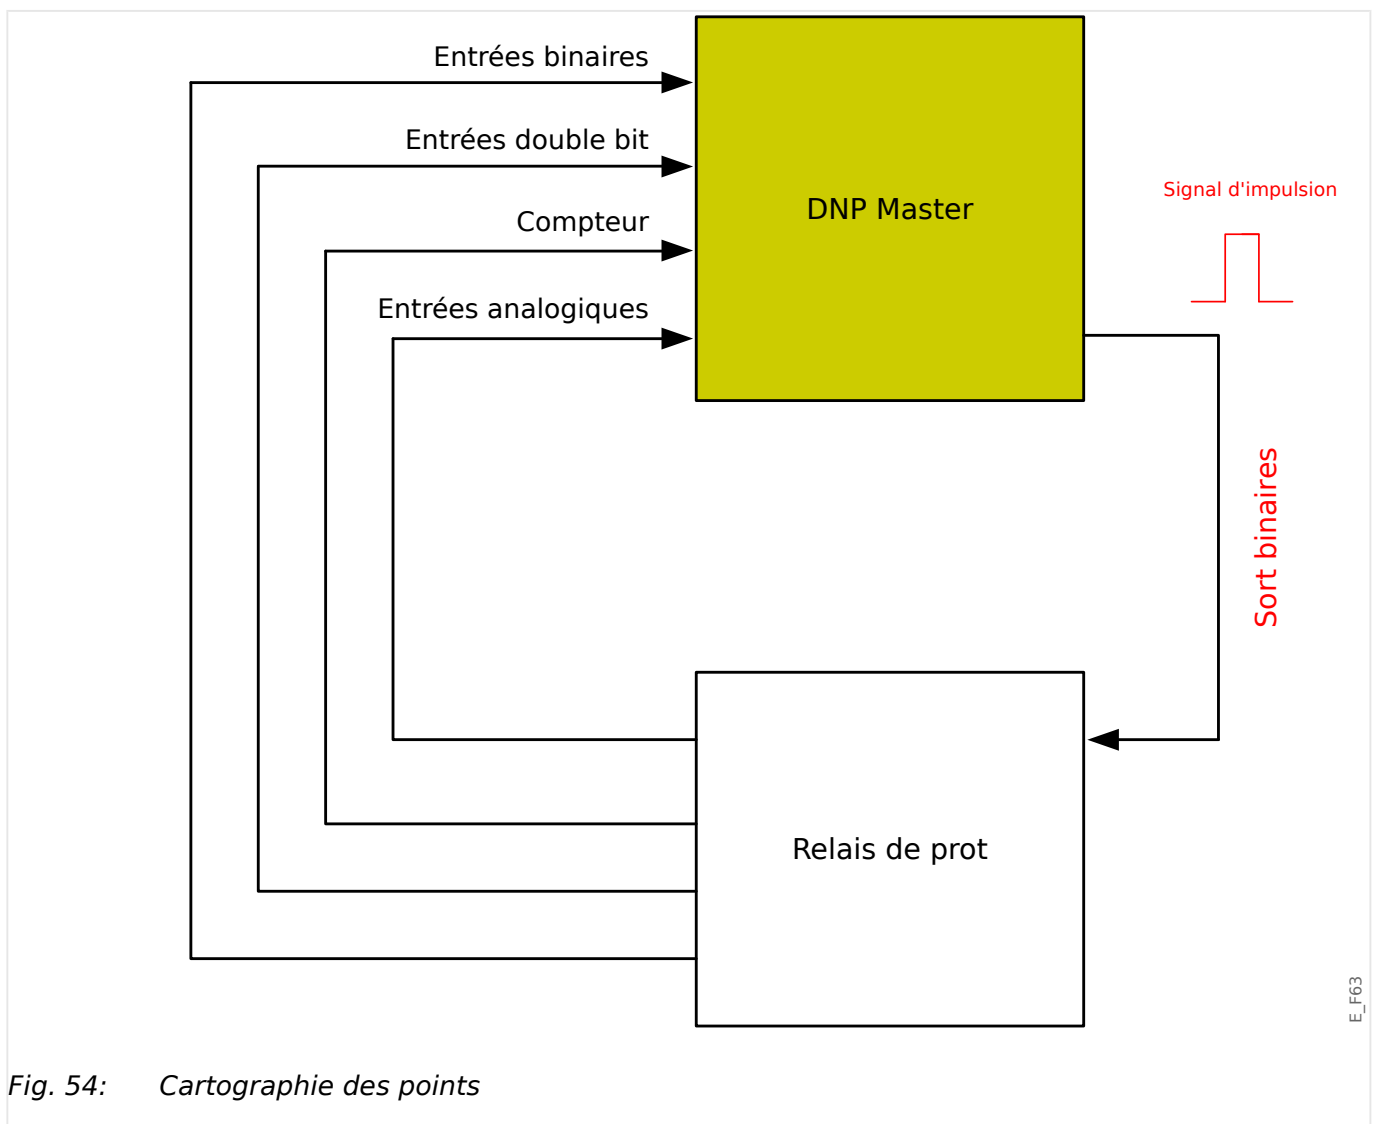 Entrées binaires
Entrées double bit
Compteur
Entrées analogiques
DNP Master
Signal d'impulsion
Sort binaires
Relais de prot
E_F63
Fig. 54: Cartographie des points